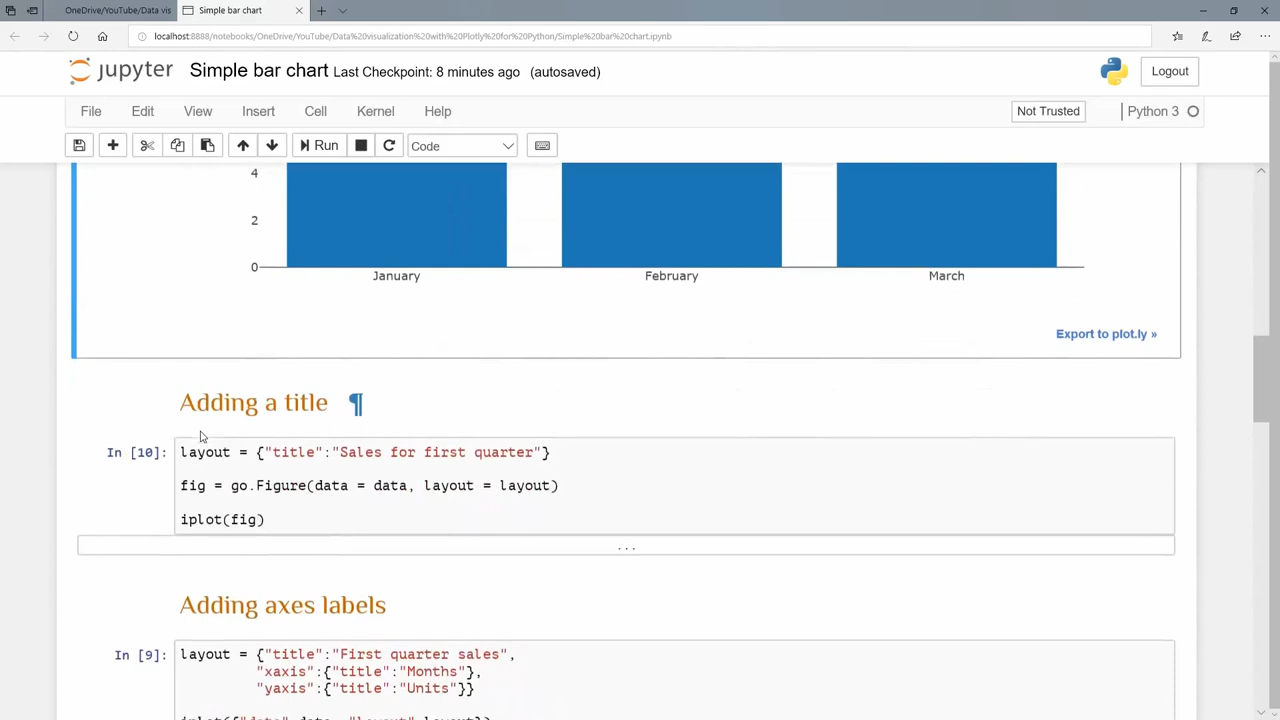 OneDrive/YouTube/Data vis
Simple bar chart
localhost:8888/notebooks/OneDrive/YouTube/Data%20visualization%20with%20Plotly%20for%20Python/Simple%20bar%20chart.ipynb
jupyter Simple bar chart Last Checkpoint: 8 minutes ago (autosaved)
Logout
File Edit View Insert Cell Kernel Help
Not Trusted
Python 3
Run
Code
4
2
0
January February March
Export to plot.ly »
Adding a title ¶
In [10]: layout = {"title":"Sales for first quarter"}
fig = go.Figure(data = data, layout = layout)
iplot(fig)
...
Adding axes labels
In [9]: layout = {"title":"First quarter sales",
"xaxis":{"title":"Months"},
"yaxis":{"title":"Units"}}